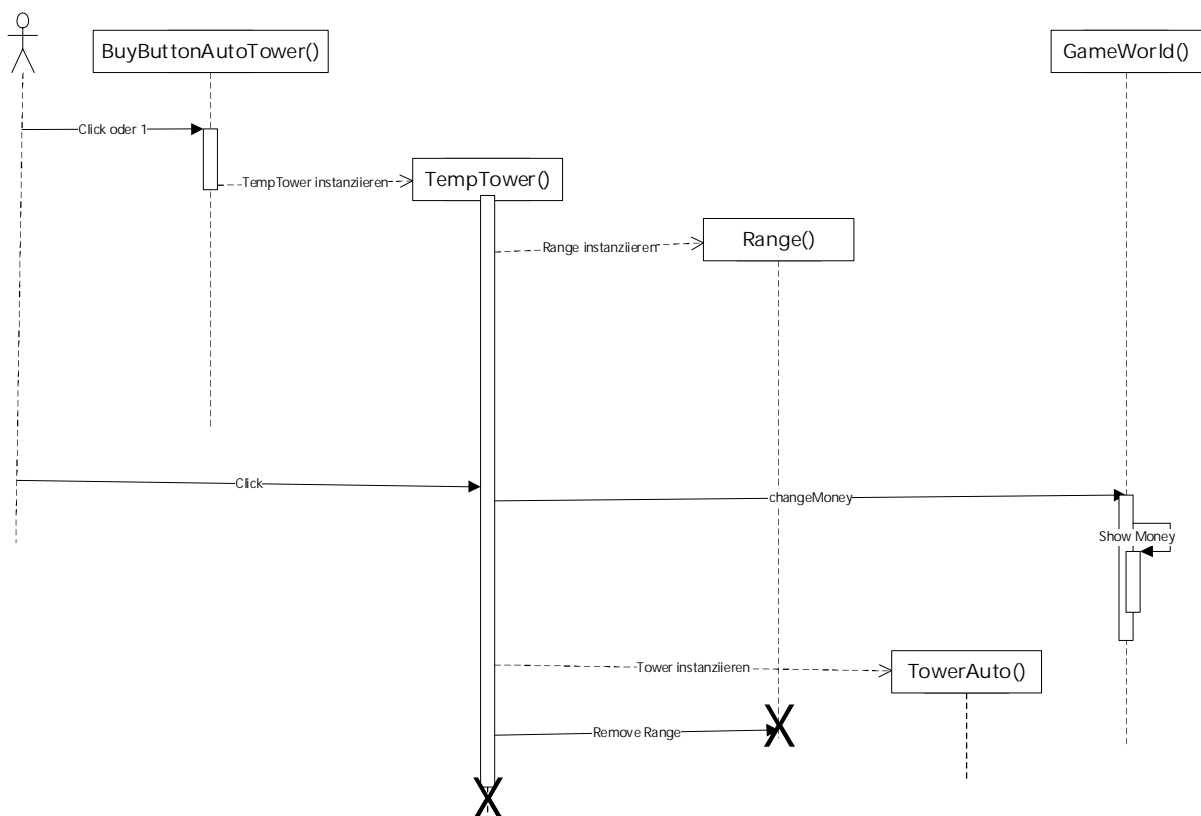 BuyButtonAutoTower()
GameWorld()
Click oder 1
TempTower instanziieren
TempTower()
Range instanziieren
Range()
Click
changeMoney
Show Money
Tower instanziieren
TowerAuto()
Remove Range